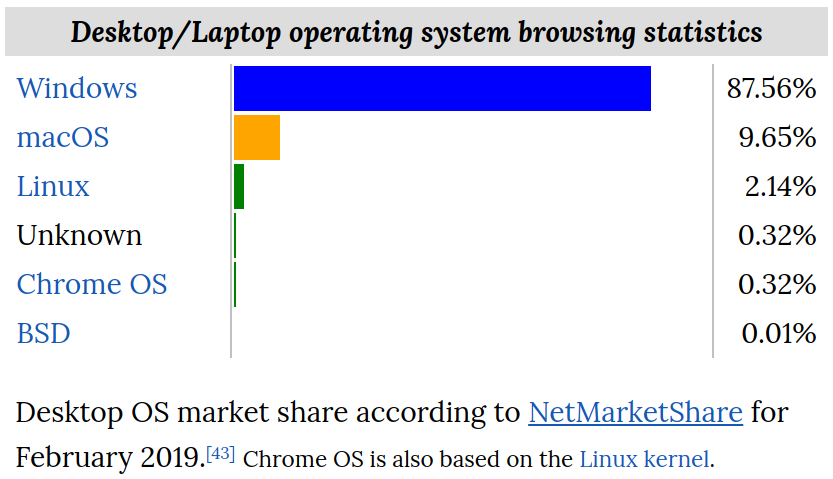 Desktop/Laptop operating system browsing statistics
Windows 87.56%
macOS 9.65%
Linux 2.14%
Unknown 0.32%
Chrome OS 0.32%
BSD 0.01%
Desktop OS market share according to NetMarketShare for
February 2019.[43] Chrome OS is also based on the Linux kernel.